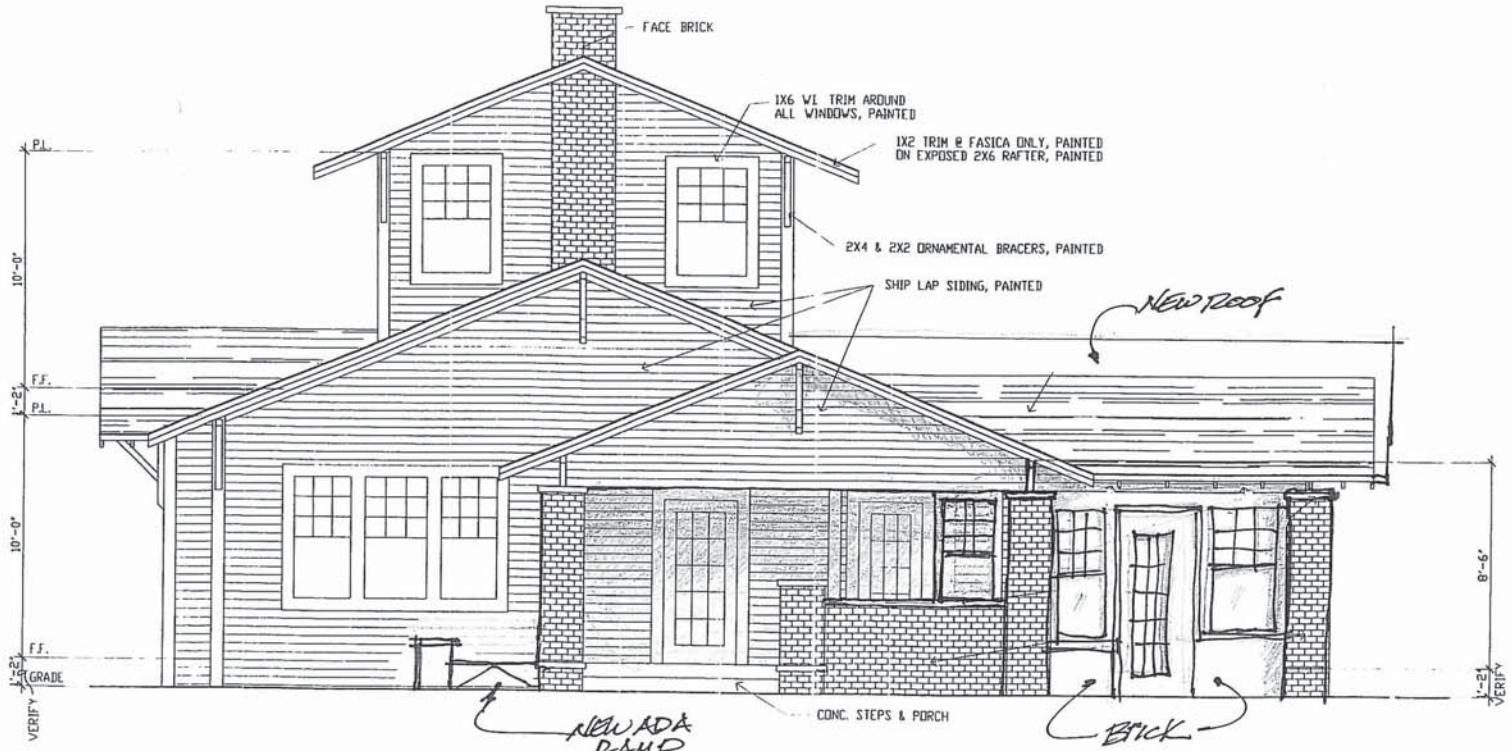 FACE BRICK
1X6 WI. TRIM AROUND
ALL WINDOWS, PAINTED
1X2 TRIM @ FASICA ONLY, PAINTED
ON EXPOSED 2X6 RAFTER, PAINTED
P.L.
2X4 & 2X2 ORNAMENTAL BRACERS, PAINTED
10'-0"
SHIP LAP SIDING, PAINTED
NEW ROOF
F.F.
1'-2"
P.L.
10'-0"
8'-6"
F.F.
1'-2"
GRADE
VERIFY
1'-2"
VERIFY
CONC. STEPS & PORCH
NEW ADA
RAMP
BRICK